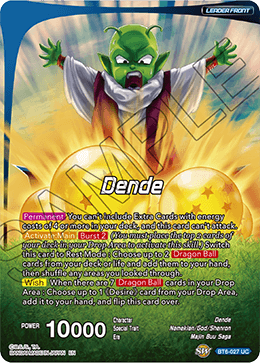 LEADER FRONT
Dende
Permanent You can't include Extra Cards with energy
costs of 4 or more in your deck, and this card can't attack.
Activate: Main Burst 2 (You must place the top 2 cards of
your deck in your Drop Area to activate this skill.) Switch
this card to Rest Mode : Choose up to 2 Dragon Ball
cards from your deck or life and add them to your hand,
then shuffle any areas you looked through.
Wish When there are 7 Dragon Ball cards in your Drop
Area : Choose up to 1 "Desire" card from your Drop Area,
add it to your hand, and flip this card over.
POWER 10000
Character Dende
Special Trait Namekian/God/Shenron
Era Majin Buu Saga
BT6-027 UC